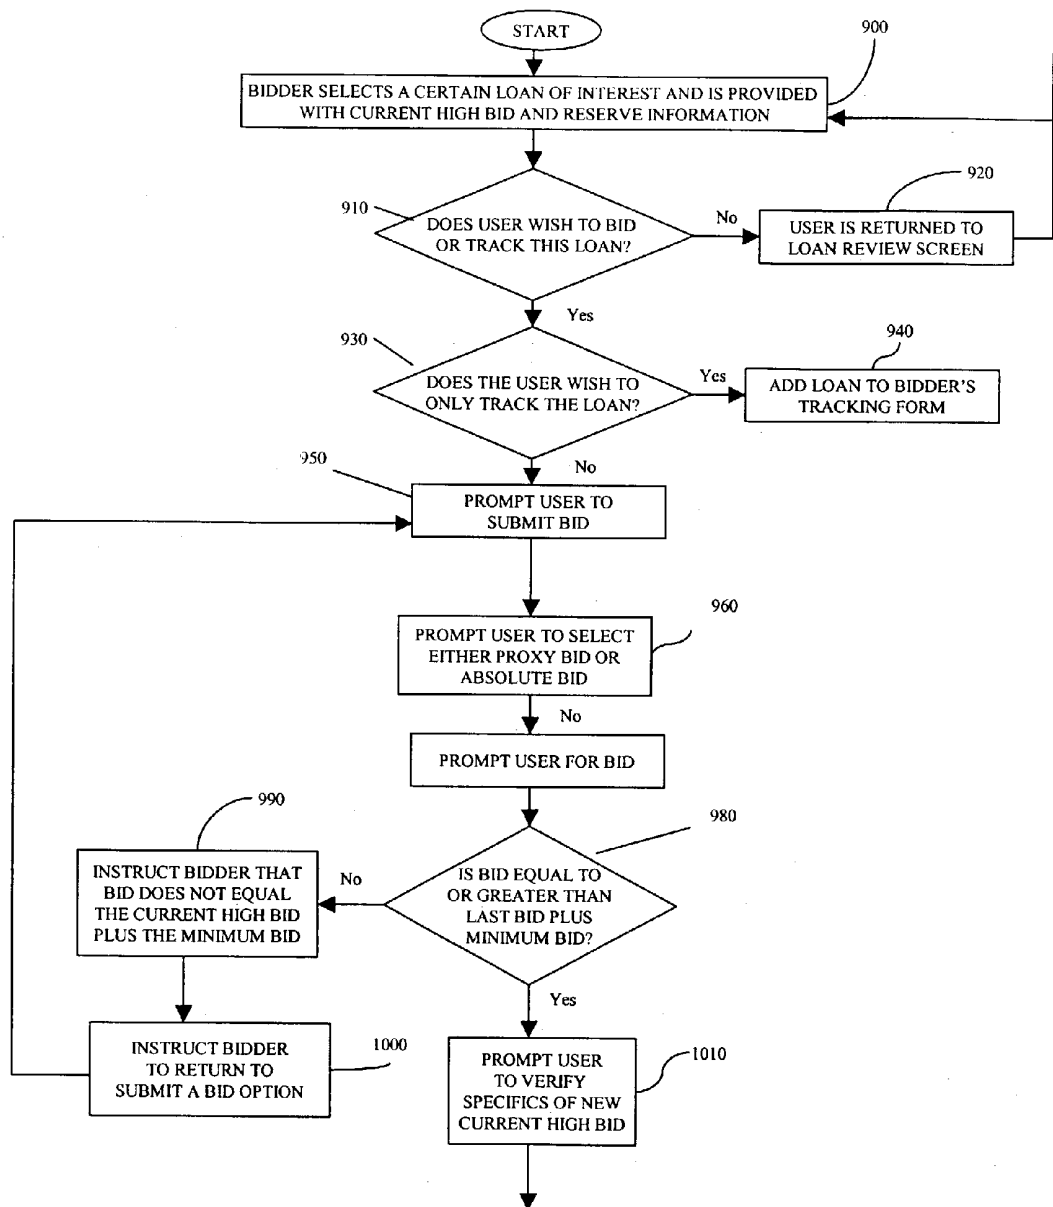 START
900
BIDDER SELECTS A CERTAIN LOAN OF INTEREST AND IS PROVIDED
WITH CURRENT HIGH BID AND RESERVE INFORMATION
910
DOES USER WISH TO BID
OR TRACK THIS LOAN?
No
920
USER IS RETURNED TO
LOAN REVIEW SCREEN
Yes
930
DOES THE USER WISH TO
ONLY TRACK THE LOAN?
Yes
940
ADD LOAN TO BIDDER'S
TRACKING FORM
No
950
PROMPT USER TO
SUBMIT BID
960
PROMPT USER TO SELECT
EITHER PROXY BID OR
ABSOLUTE BID
No
PROMPT USER FOR BID
980
IS BID EQUAL TO
OR GREATER THAN
LAST BID PLUS
MINIMUM BID?
No
990
INSTRUCT BIDDER THAT
BID DOES NOT EQUAL
THE CURRENT HIGH BID
PLUS THE MINIMUM BID
1000
INSTRUCT BIDDER
TO RETURN TO
SUBMIT A BID OPTION
Yes
1010
PROMPT USER
TO VERIFY
SPECIFICS OF NEW
CURRENT HIGH BID